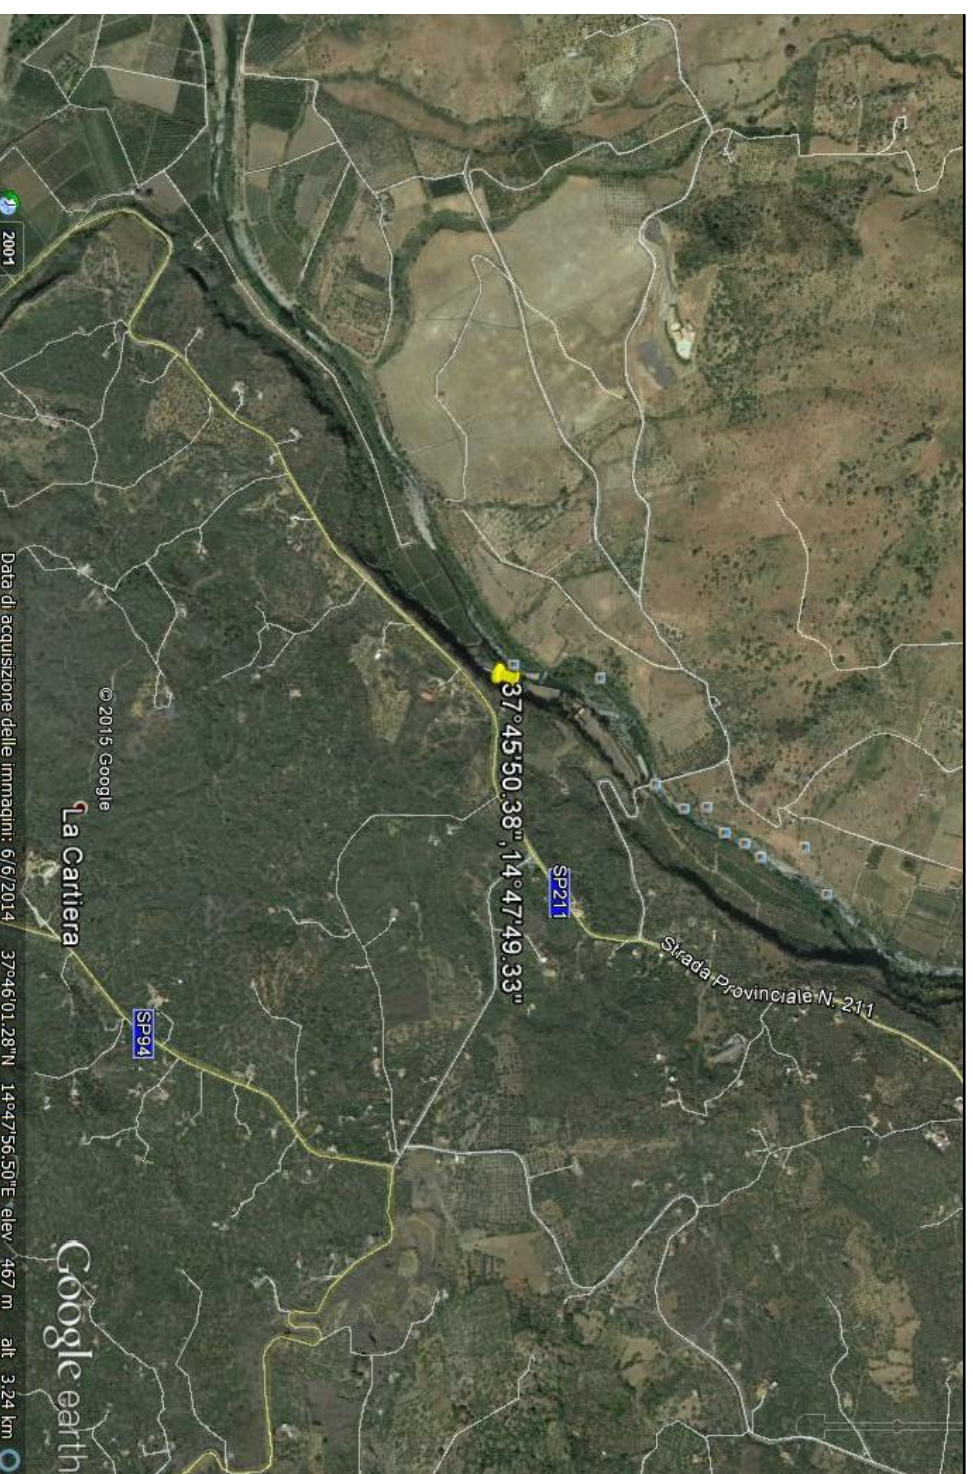 Strada Provinciale N. 211
SP211
37°45'50.38",14°47'49.33"
SP94
© 2015 Google
La Cartiera
Google earth
2001
Data di acquisizione delle immagini: 6/6/2014 37°46'01.28"N 14°47'56.50"E elev 467 m alt 3.24 km